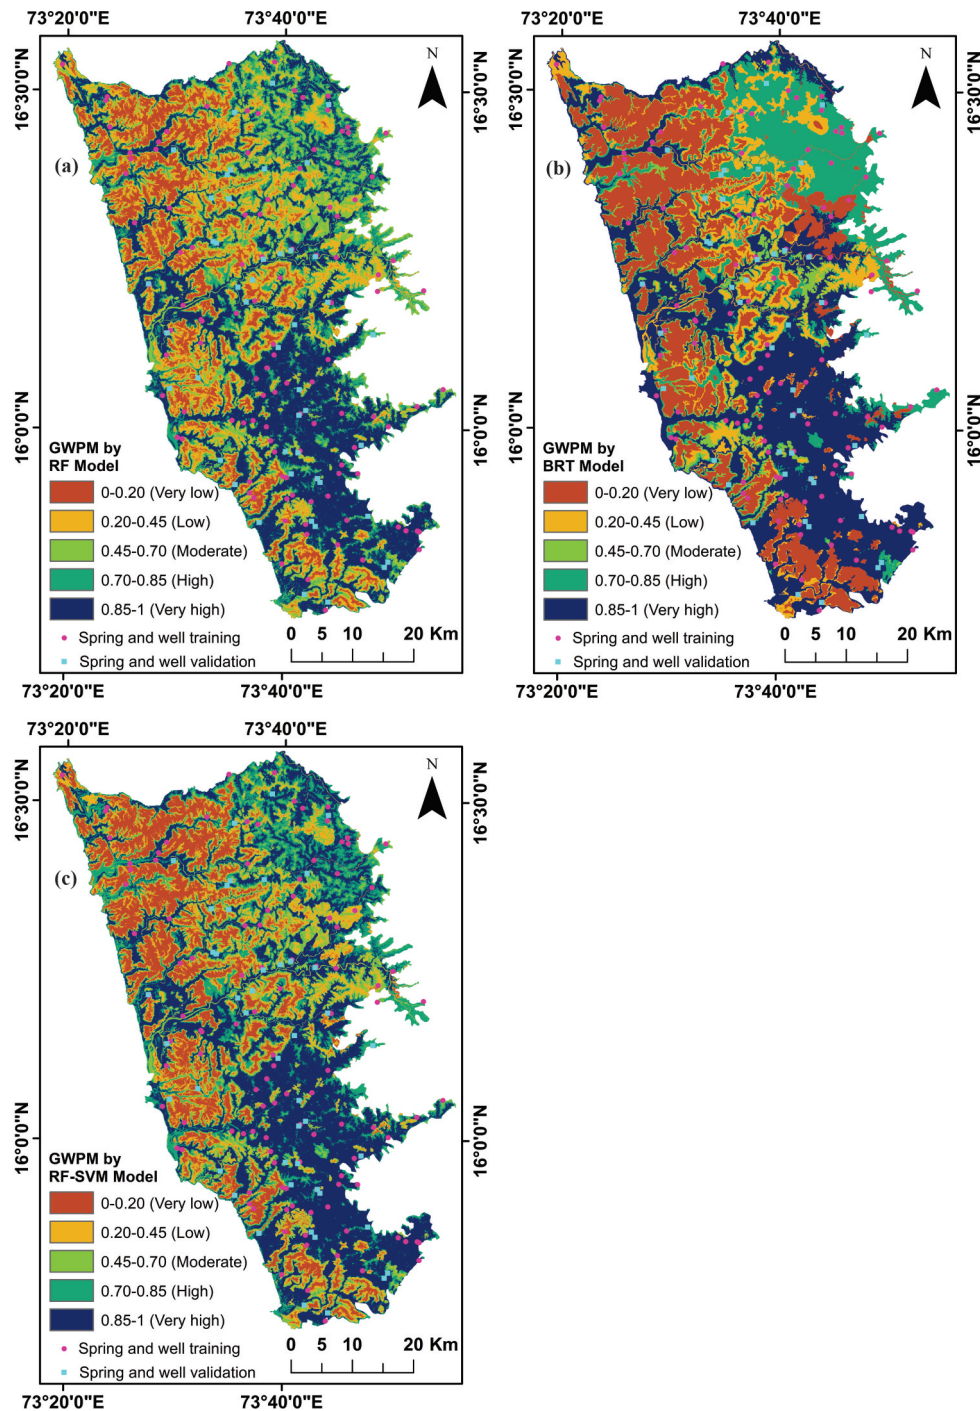 73°20'0"E 73°40'0"E
N
16°30'0"N
16°30'0"N
(a)
16°0'0"N
16°0'0"N
GWPM by
RF Model
0-0.20 (Very low)
0.20-0.45 (Low)
0.45-0.70 (Moderate)
0.70-0.85 (High)
0.85-1 (Very high)
Spring and well training
Spring and well validation
0 5 10 20 Km
73°20'0"E 73°40'0"E
73°20'0"E 73°40'0"E
N
16°30'0"N
(b)
16°0'0"N
GWPM by
BRT Model
0-0.20 (Very low)
0.20-0.45 (Low)
0.45-0.70 (Moderate)
0.70-0.85 (High)
0.85-1 (Very high)
Spring and well training
Spring and well validation
0 5 10 20 Km
73°20'0"E 73°40'0"E
73°20'0"E 73°40'0"E
N
16°30'0"N
16°30'0"N
(c)
16°0'0"N
16°0'0"N
GWPM by
RF-SVM Model
0-0.20 (Very low)
0.20-0.45 (Low)
0.45-0.70 (Moderate)
0.70-0.85 (High)
0.85-1 (Very high)
Spring and well training
Spring and well validation
0 5 10 20 Km
73°20'0"E 73°40'0"E